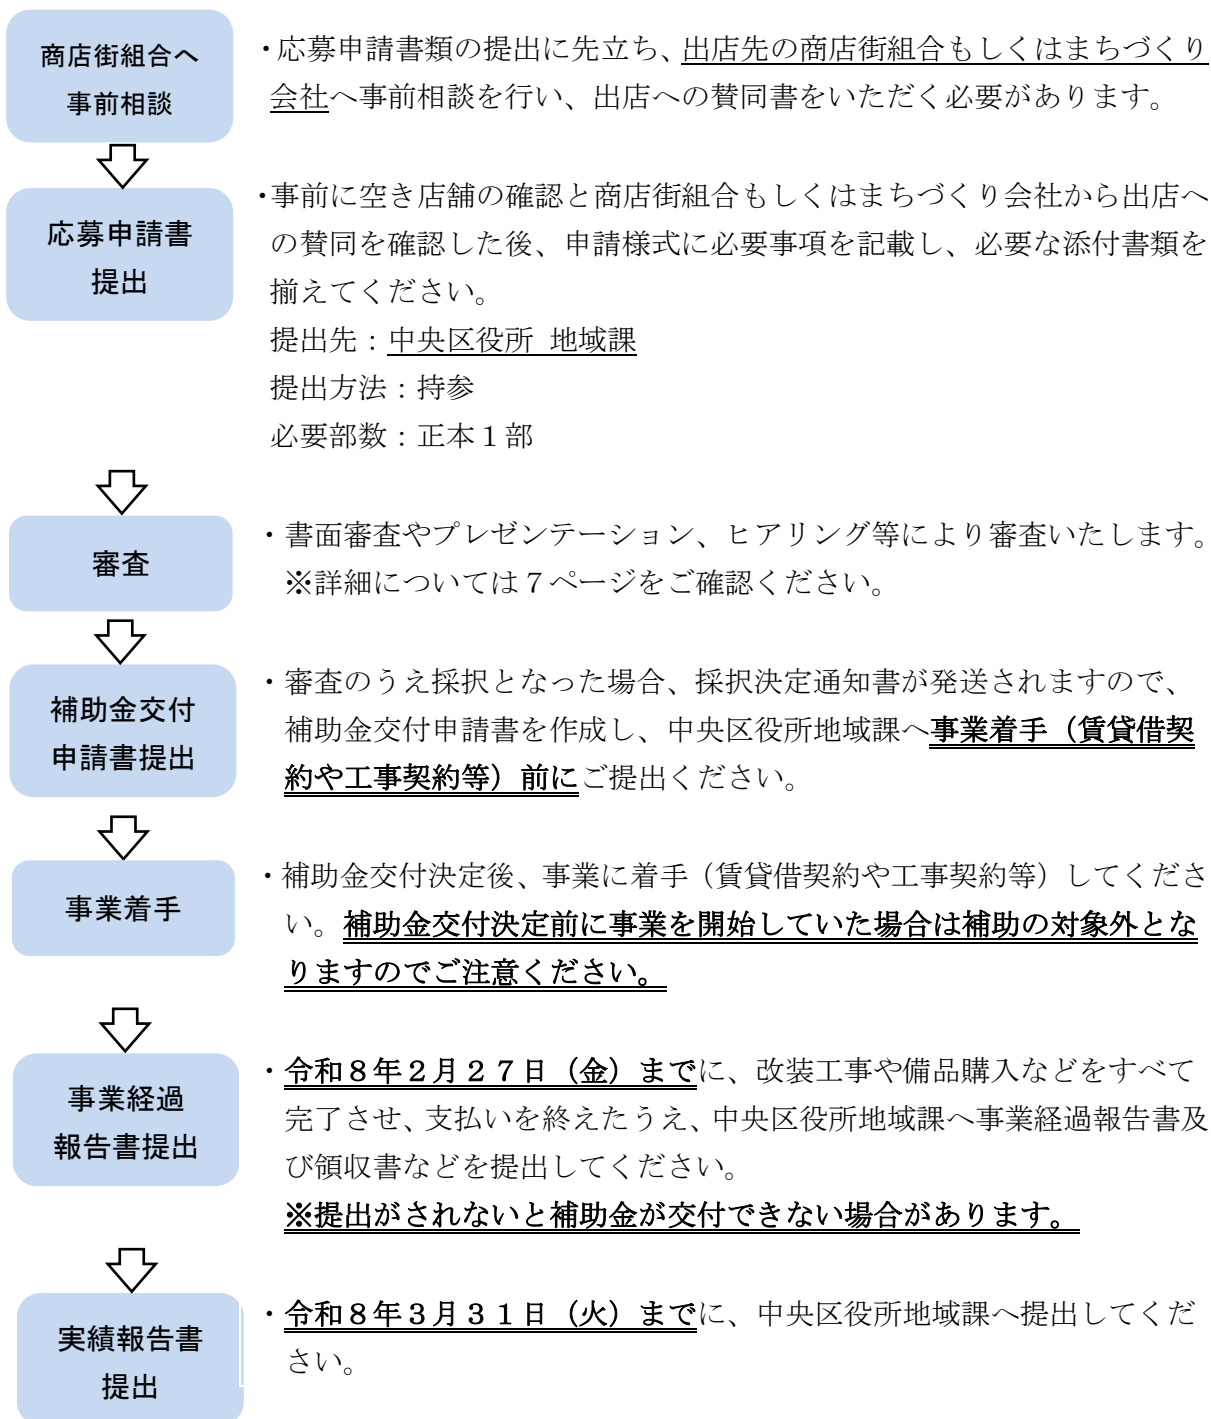 商店街組合へ
事前相談
・応募申請書類の提出に先立ち、出店先の商店街組合もしくはまちづくり
会社へ事前相談を行い、出店への賛同書をいただく必要があります。
応募申請書
提出
・事前に空き店舗の確認と商店街組合もしくはまちづくり会社から出店へ
の賛同を確認した後、申請様式に必要事項を記載し、必要な添付書類を
揃えてください。
提出先：中央区役所 地域課
提出方法：持参
必要部数：正本１部
審査
・書面審査やプレゼンテーション、ヒアリング等により審査いたします。
※詳細については７ページをご確認ください。
補助金交付
申請書提出
・審査のうえ採択となった場合、採択決定通知書が発送されますので、
補助金交付申請書を作成し、中央区役所地域課へ事業着手（賃貸借契
約や工事契約等）前にご提出ください。
事業着手
・補助金交付決定後、事業に着手（賃貸借契約や工事契約等）してくださ
い。補助金交付決定前に事業を開始していた場合は補助の対象外とな
りますのでご注意ください。
事業経過
報告書提出
・令和８年２月２７日（金）までに、改装工事や備品購入などをすべて
完了させ、支払いを終えたうえ、中央区役所地域課へ事業経過報告書及
び領収書などを提出してください。
※提出がされないと補助金が交付できない場合があります。
実績報告書
提出
・令和８年３月３１日（火）までに、中央区役所地域課へ提出してくだ
さい。